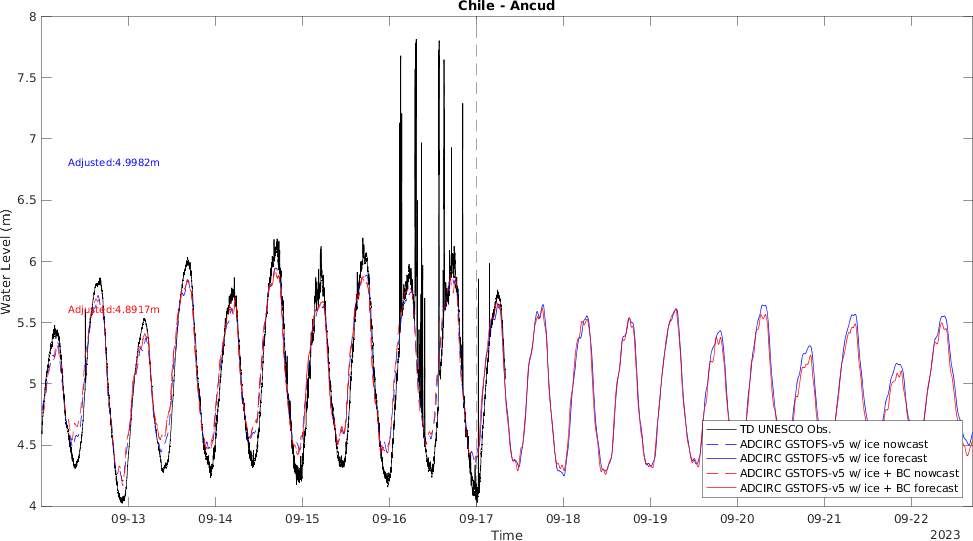 Chile - Ancud
8
7.5
7
6.5
6
5.5
5
4.5
4
Water Level (m)
Adjusted:4.9982m
Adjusted:4.8917m
TD UNESCO Obs.
ADCIRC GSTOFS-v5 w/ ice nowcast
ADCIRC GSTOFS-v5 w/ ice forecast
ADCIRC GSTOFS-v5 w/ ice + BC nowcast
ADCIRC GSTOFS-v5 w/ ice + BC forecast
09-13 09-14 09-15 09-16 09-17 09-18 09-19 09-20 09-21 09-22
2023
Time